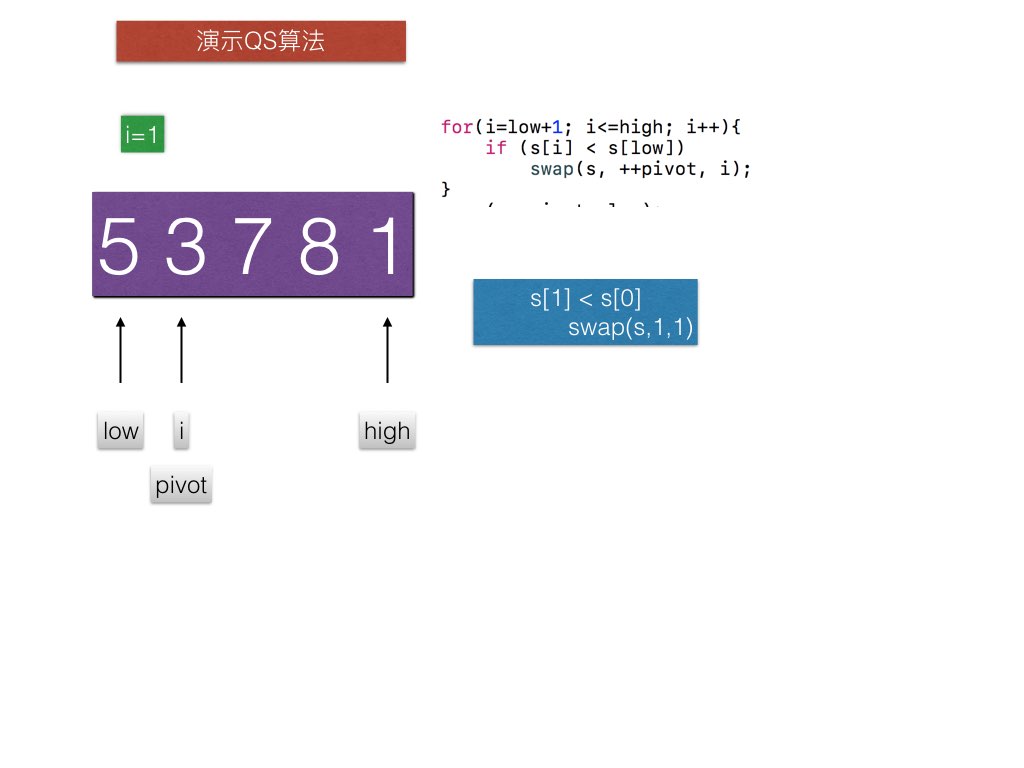 演示QS算法
i=1
for(i=low+1; i<=high; i++){
    if (s[i] < s[low])
        swap(s, ++pivot, i);
}
5 3 7 8 1
s[1] < s[0]
swap(s,1,1)
low i high
pivot